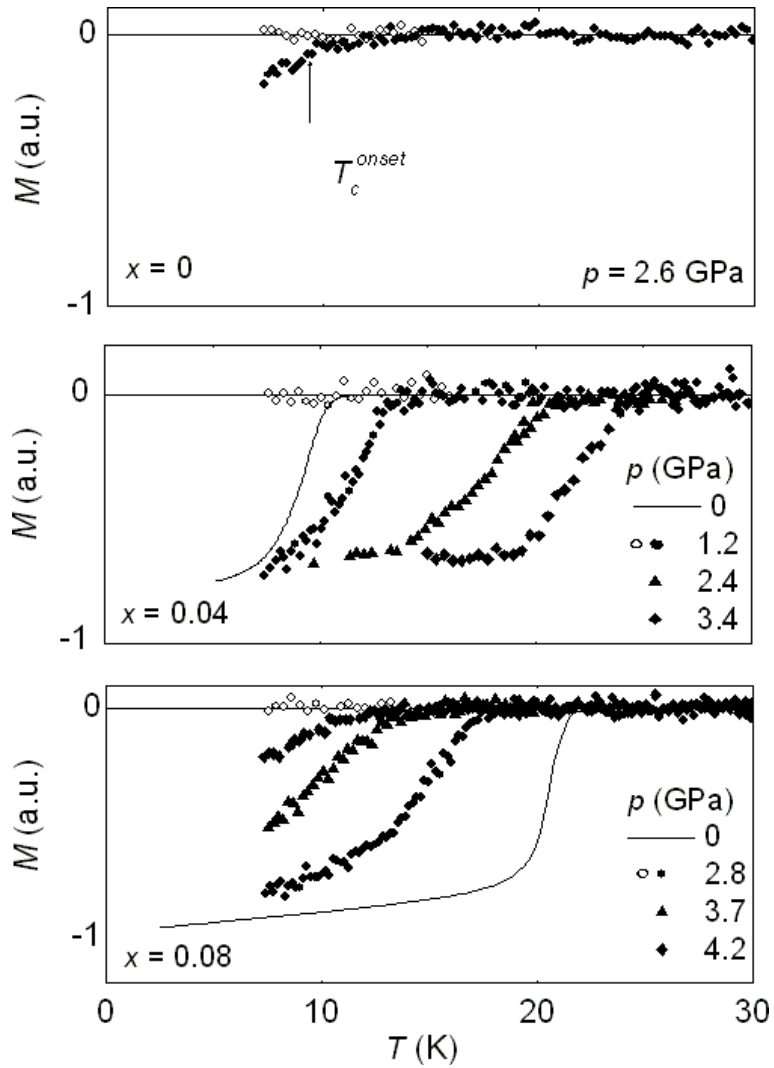 0
M (a.u.)
T_c^onset
x = 0
p = 2.6 GPa
-1
0
M (a.u.)
p (GPa)
0
1.2
2.4
3.4
x = 0.04
-1
0
M (a.u.)
p (GPa)
0
2.8
3.7
4.2
-1
x = 0.08
0 10 20 30
T (K)